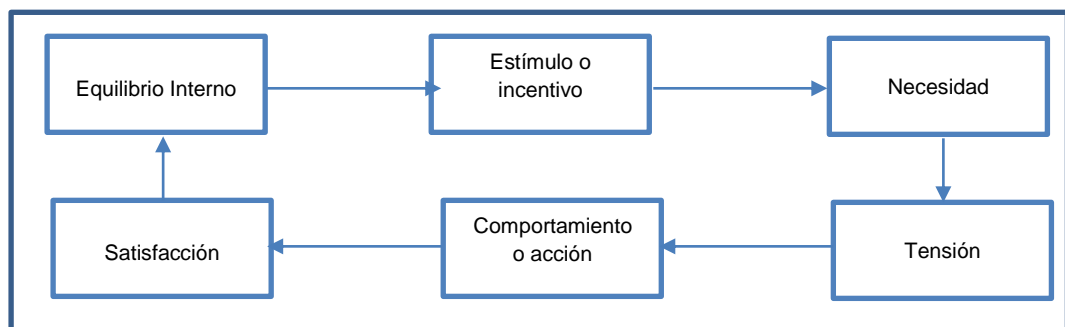 Equilibrio Interno
Estímulo o
incentivo
Necesidad
Satisfacción
Comportamiento
o acción
Tensión